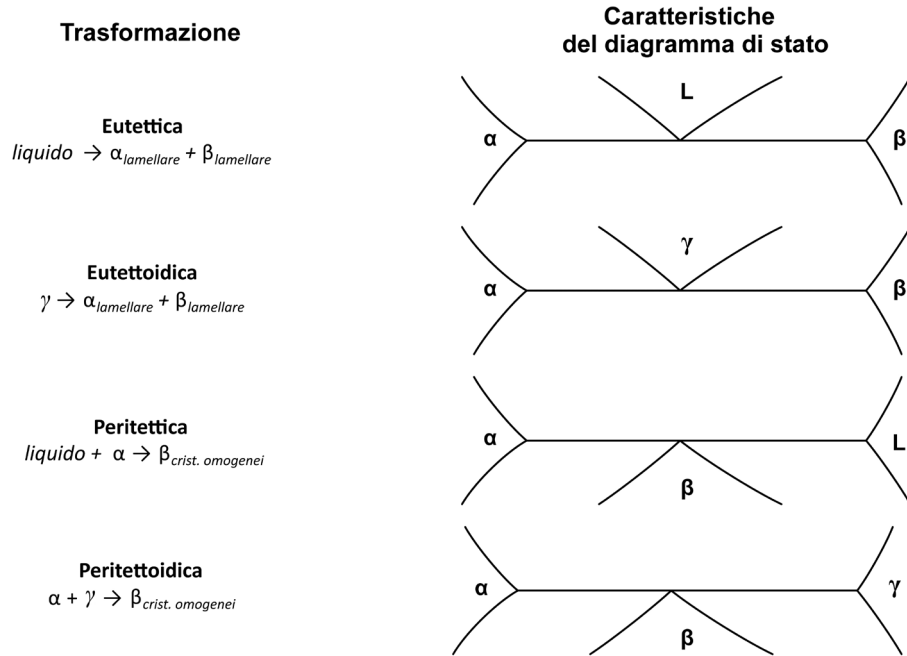 Trasformazione
Caratteristiche
del diagramma di stato
Eutettica
liquido → α lamellare + β lamellare
α
L
β
Eutettoidica
γ → α lamellare + β lamellare
α
γ
β
Peritettica
liquido + α → β crist. omogenei
α
β
L
Peritettoidica
α + γ → β crist. omogenei
α
β
γ